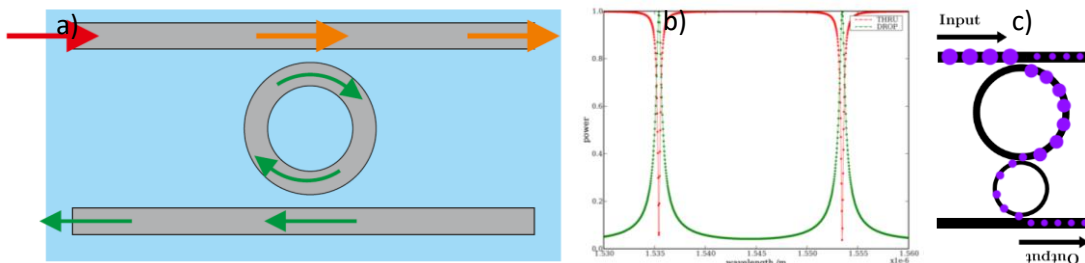 a)
b)
c)
THRU
DROP
power
1.0
0.8
0.6
0.4
0.2
0.0
1.530
1.535
1.540
1.545
1.550
1.555
1.560
wavelength /m
x1e-6
Input
Output